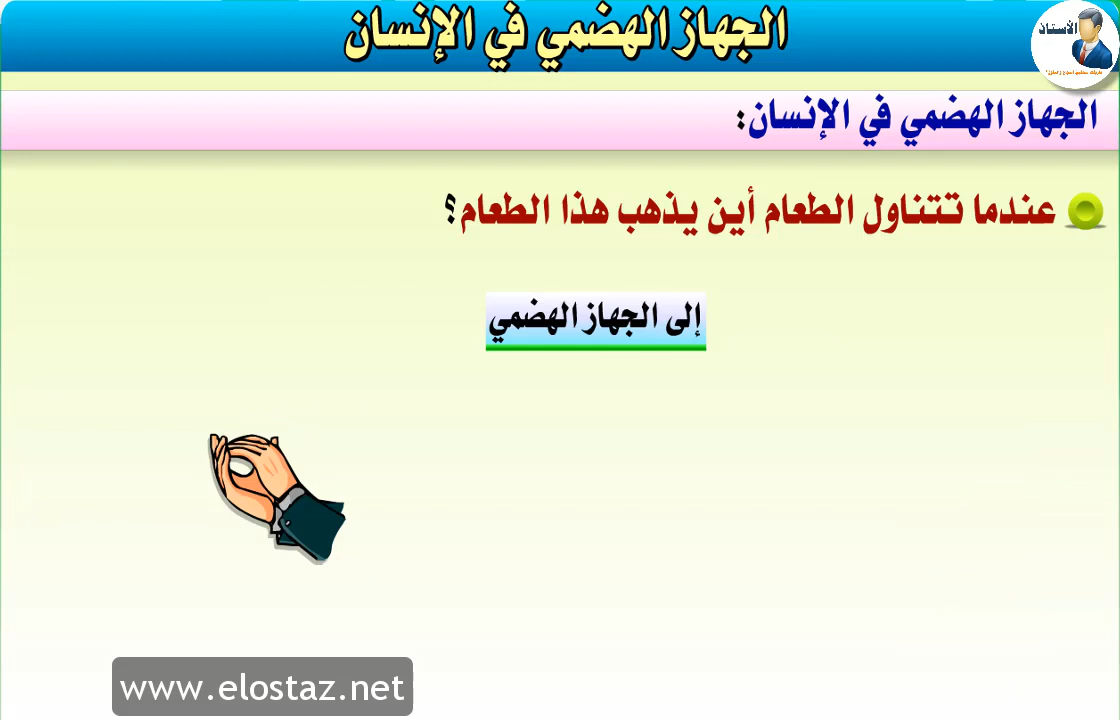 الجهاز الهضمي في الإنسان
الأستاذ
الجهاز الهضمي في الإنسان:
عندما تتناول الطعام أين يذهب هذا الطعام؟
إلى الجهاز الهضمي
www.elostaz.net